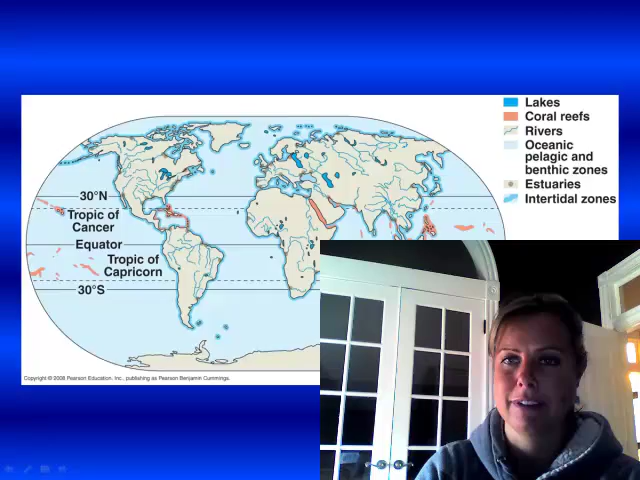 Lakes
Coral reefs
Rivers
Oceanic
pelagic and
benthic zones
Estuaries
Intertidal zones
30°N
Tropic of
Cancer
Equator
Tropic of
Capricorn
30°S
Copyright © 2008 Pearson Education, Inc., publishing as Pearson Benjamin Cummings.